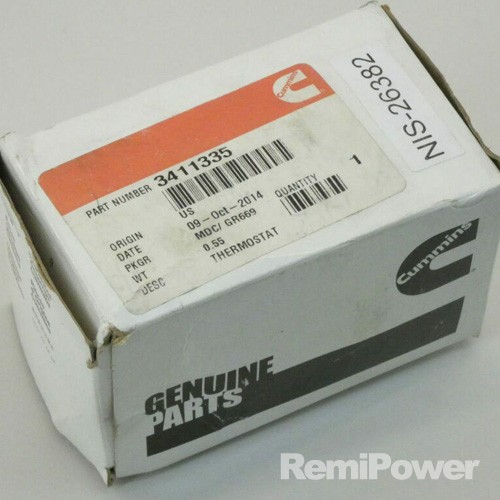 Cummins
NIS-26382
PART NUMBER 3411335
ORIGIN US
DATE 09-Oct-2014 QUANTITY 1
PKGR MDC/ GR669
WT 0.55
DESC THERMOSTAT
Cummins
GENUINE
PARTS
RemiPower